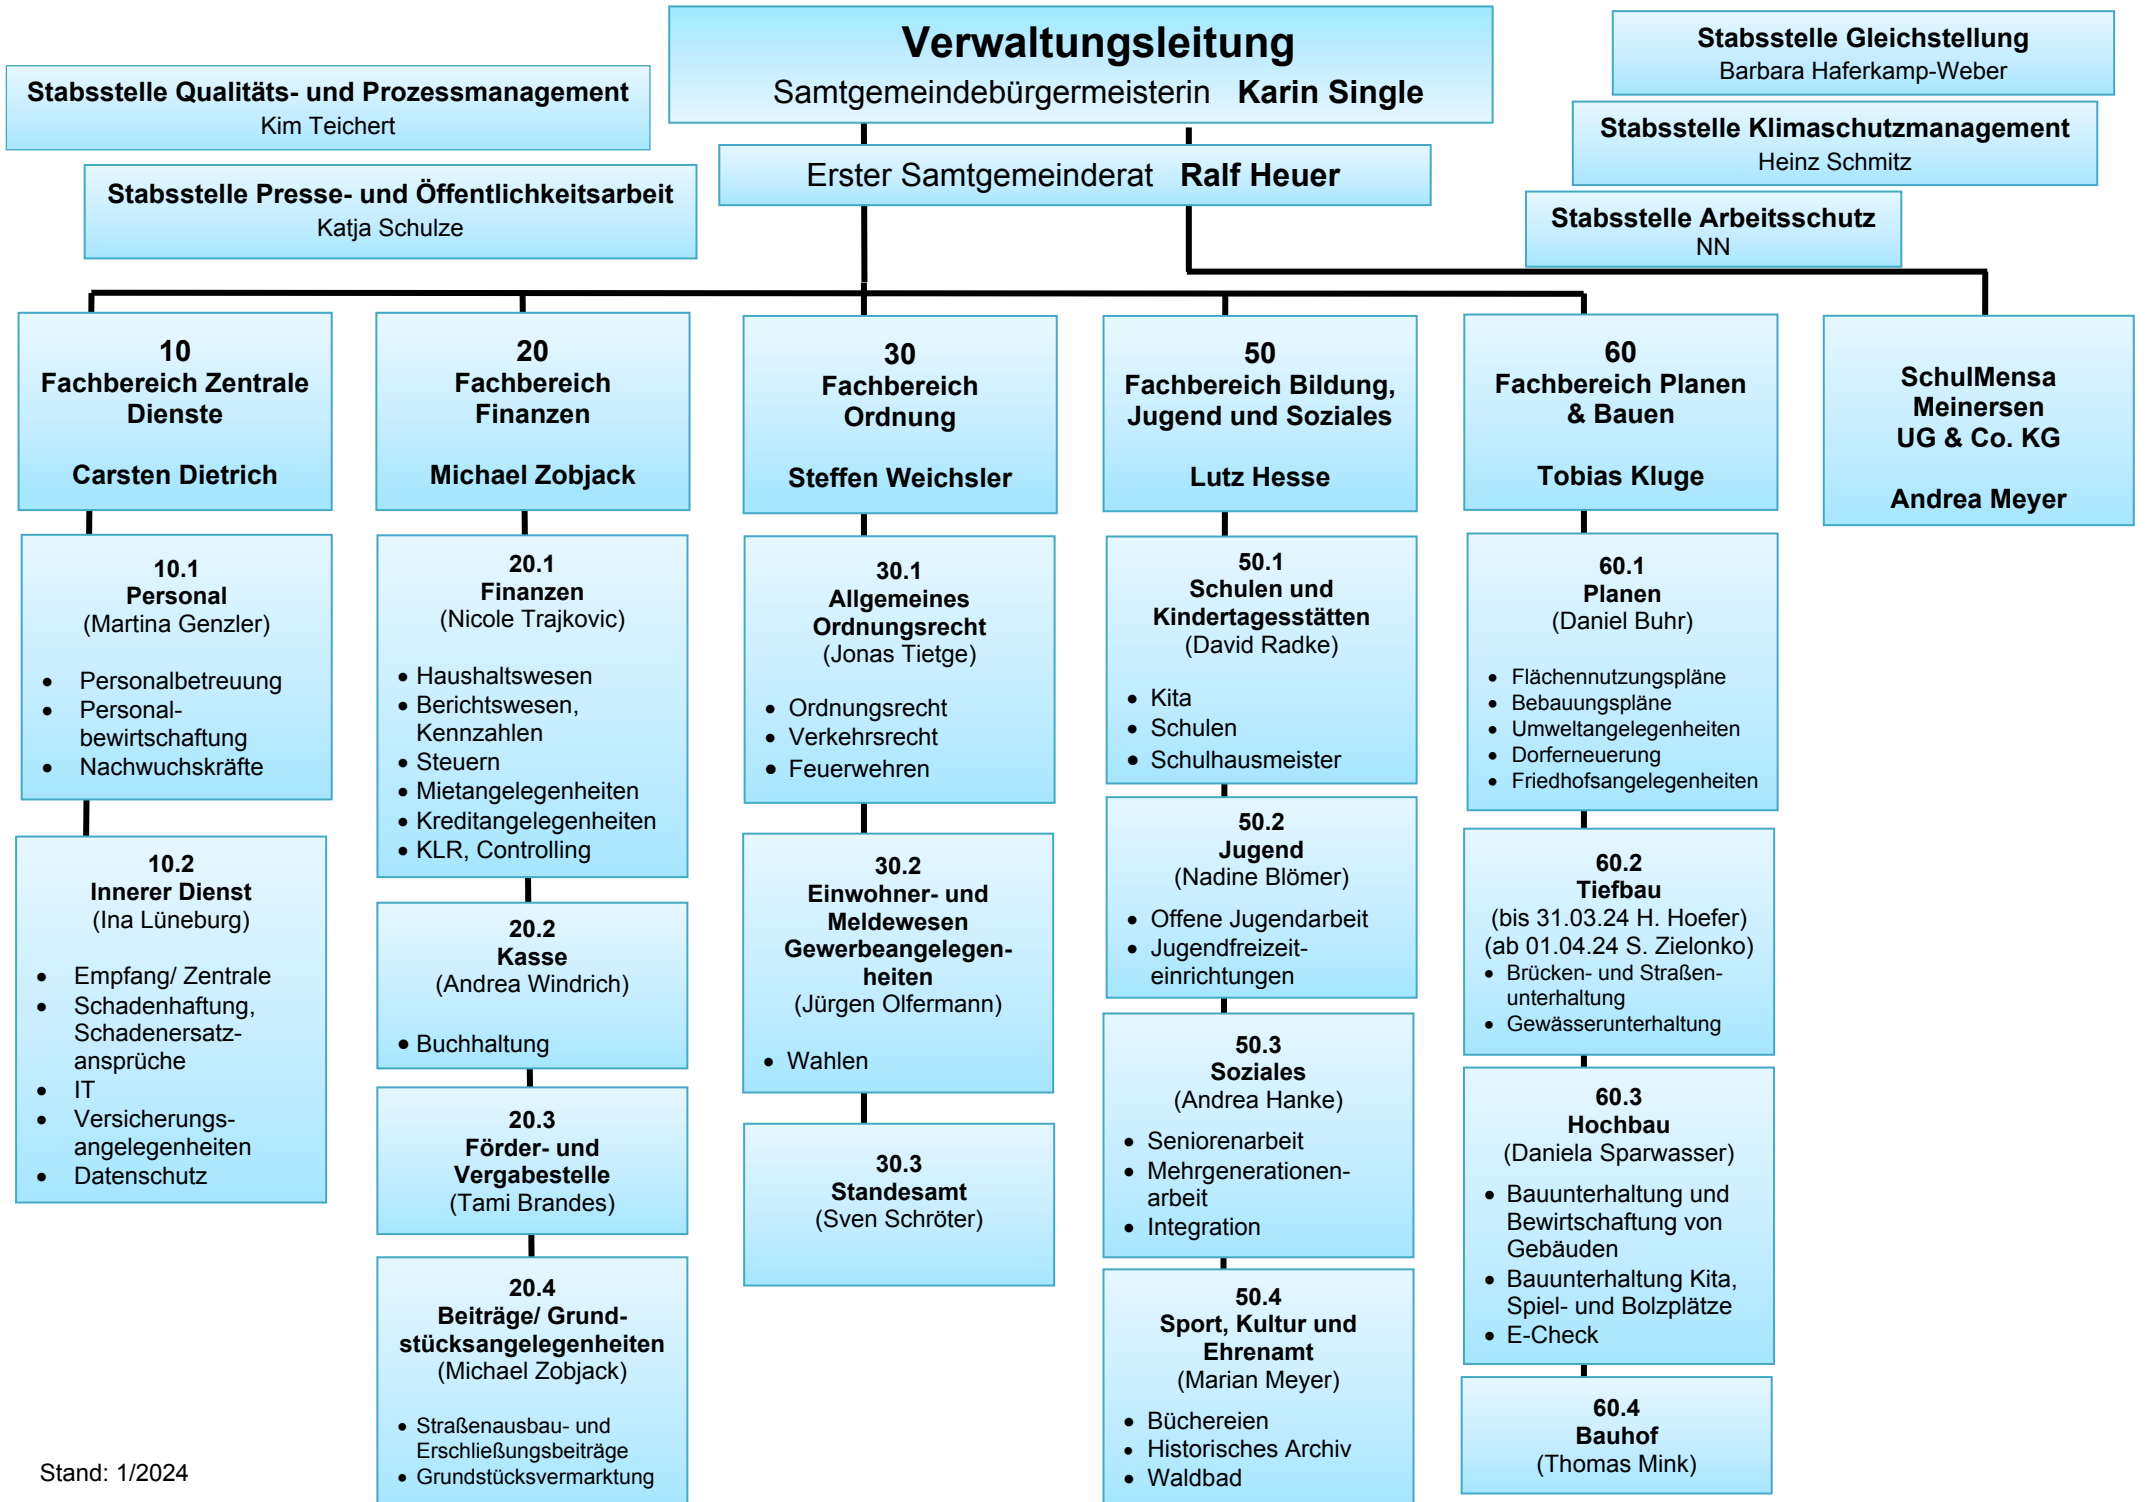 Verwaltungsleitung
Samtgemeindebürgermeisterin Karin Single
Erster Samtgemeinderat Ralf Heuer
Stabsstelle Qualitäts- und Prozessmanagement
Kim Teichert
Stabsstelle Presse- und Öffentlichkeitsarbeit
Katja Schulze
Stabsstelle Gleichstellung
Barbara Haferkamp-Weber
Stabsstelle Klimaschutzmanagement
Heinz Schmitz
Stabsstelle Arbeitsschutz
NN
10
Fachbereich Zentrale
Dienste
Carsten Dietrich
10.1
Personal
(Martina Genzler)
• Personalbetreuung
• Personal-
bewirtschaftung
• Nachwuchskräfte
10.2
Innerer Dienst
(Ina Lüneburg)
• Empfang/ Zentrale
• Schadenhaftung,
Schadenersatz-
ansprüche
• IT
• Versicherungs-
angelegenheiten
• Datenschutz
20
Fachbereich
Finanzen
Michael Zobjack
20.1
Finanzen
(Nicole Trajkovic)
• Haushaltswesen
• Berichtswesen,
Kennzahlen
• Steuern
• Mietangelegenheiten
• Kreditangelegenheiten
• KLR, Controlling
20.2
Kasse
(Andrea Windrich)
• Buchhaltung
20.3
Förder- und
Vergabestelle
(Tami Brandes)
20.4
Beiträge/ Grund-
stücksangelegenheiten
(Michael Zobjack)
• Straßenausbau- und
Erschließungsbeiträge
• Grundstücksvermarktung
30
Fachbereich
Ordnung
Steffen Weichsler
30.1
Allgemeines
Ordnungsrecht
(Jonas Tietge)
• Ordnungsrecht
• Verkehrsrecht
• Feuerwehren
30.2
Einwohner- und
Meldewesen
Gewerbeangelegen-
heiten
(Jürgen Olfermann)
• Wahlen
30.3
Standesamt
(Sven Schröter)
50
Fachbereich Bildung,
Jugend und Soziales
Lutz Hesse
50.1
Schulen und
Kindertagesstätten
(David Radke)
• Kita
• Schulen
• Schulhausmeister
50.2
Jugend
(Nadine Blömer)
• Offene Jugendarbeit
• Jugendfreizeit-
einrichtungen
50.3
Soziales
(Andrea Hanke)
• Seniorenarbeit
• Mehrgenerationen-
arbeit
• Integration
50.4
Sport, Kultur und
Ehrenamt
(Marian Meyer)
• Büchereien
• Historisches Archiv
• Waldbad
60
Fachbereich Planen
& Bauen
Tobias Kluge
60.1
Planen
(Daniel Buhr)
• Flächennutzungspläne
• Bebauungspläne
• Umweltangelegenheiten
• Dorferneuerung
• Friedhofsangelegenheiten
60.2
Tiefbau
(bis 31.03.24 H. Hoefer)
(ab 01.04.24 S. Zielonko)
• Brücken- und Straßen-
unterhaltung
• Gewässerunterhaltung
60.3
Hochbau
(Daniela Sparwasser)
• Bauunterhaltung und
Bewirtschaftung von
Gebäuden
• Bauunterhaltung Kita,
Spiel- und Bolzplätze
• E-Check
60.4
Bauhof
(Thomas Mink)
SchulMensa
Meinersen
UG & Co. KG
Andrea Meyer
Stand: 1/2024